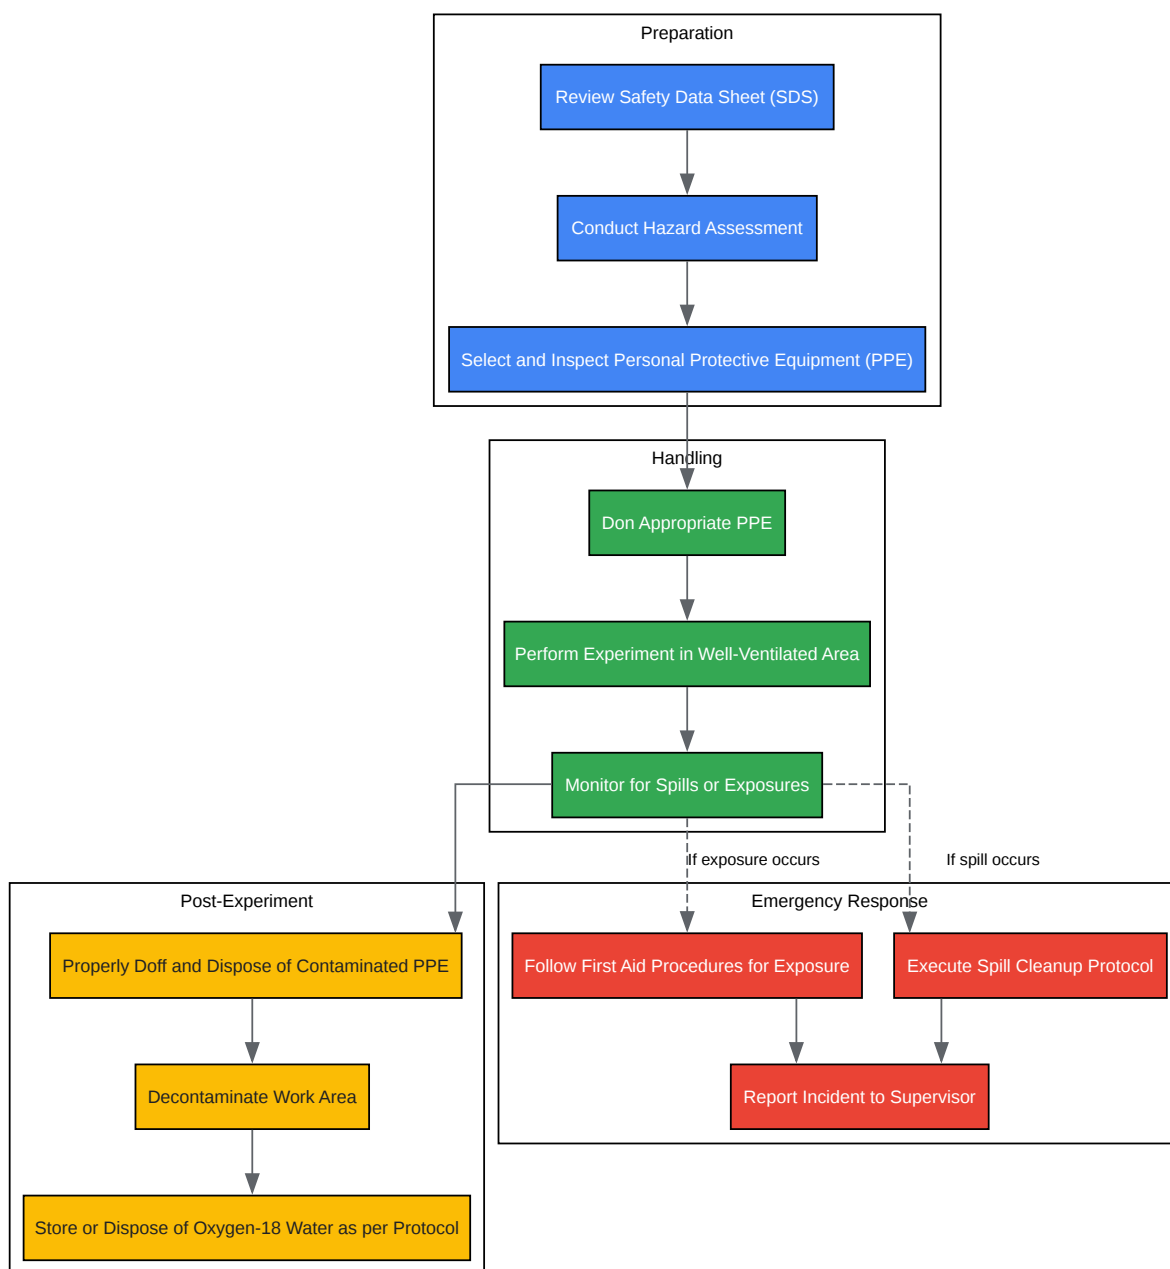 Preparation
Review Safety Data Sheet (SDS)
Conduct Hazard Assessment
Select and Inspect Personal Protective Equipment (PPE)
Handling
Don Appropriate PPE
Perform Experiment in Well-Ventilated Area
Monitor for Spills or Exposures
If exposure occurs
If spill occurs
Post-Experiment
Properly Doff and Dispose of Contaminated PPE
Decontaminate Work Area
Store or Dispose of Oxygen-18 Water as per Protocol
Emergency Response
Follow First Aid Procedures for Exposure
Execute Spill Cleanup Protocol
Report Incident to Supervisor